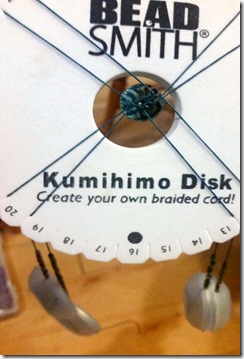 BEAD
SMITH®
Kumihimo Disk
Create your own braided cord!
20 19 18 17 16 15 14 13